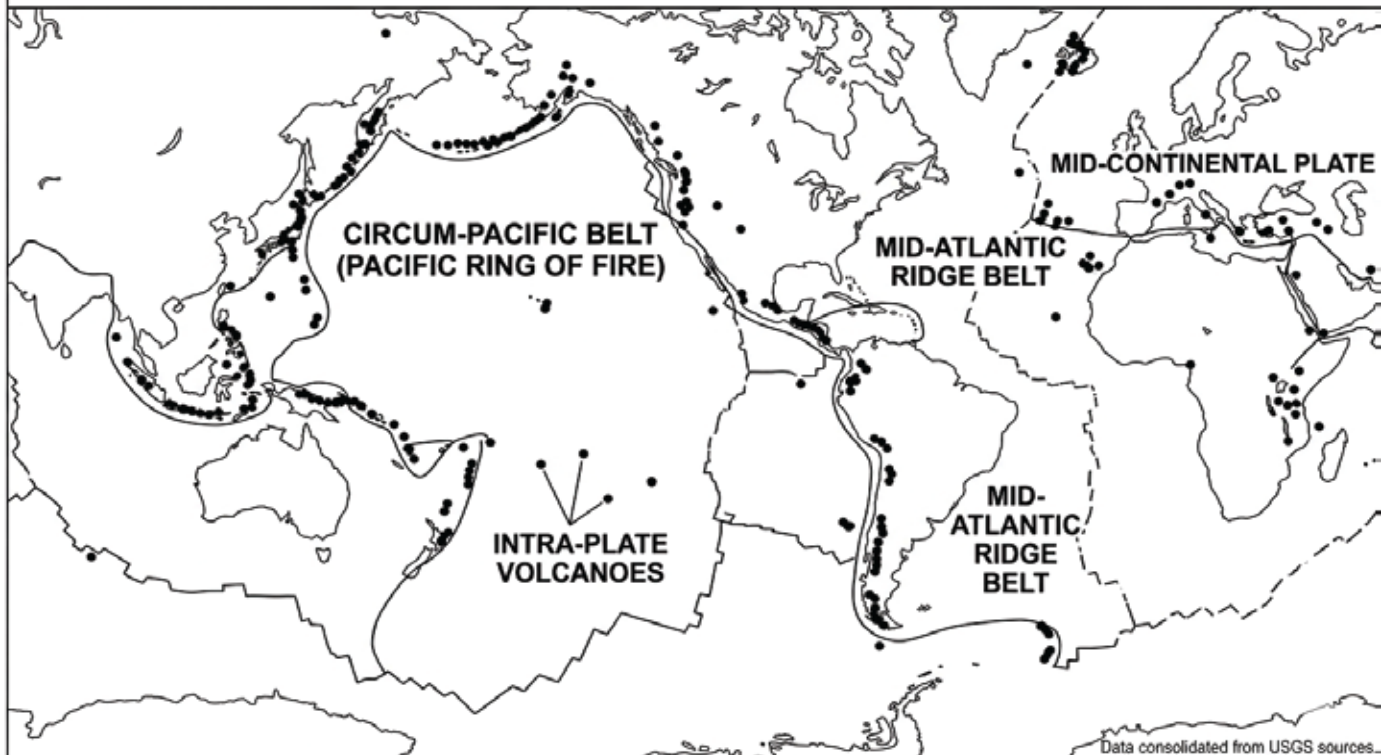 MID-CONTINENTAL PLATE
CIRCUM-PACIFIC BELT
(PACIFIC RING OF FIRE)
MID-ATLANTIC
RIDGE BELT
INTRA-PLATE
VOLCANOES
MID-
ATLANTIC
RIDGE
BELT
Data consolidated from USGS sources.